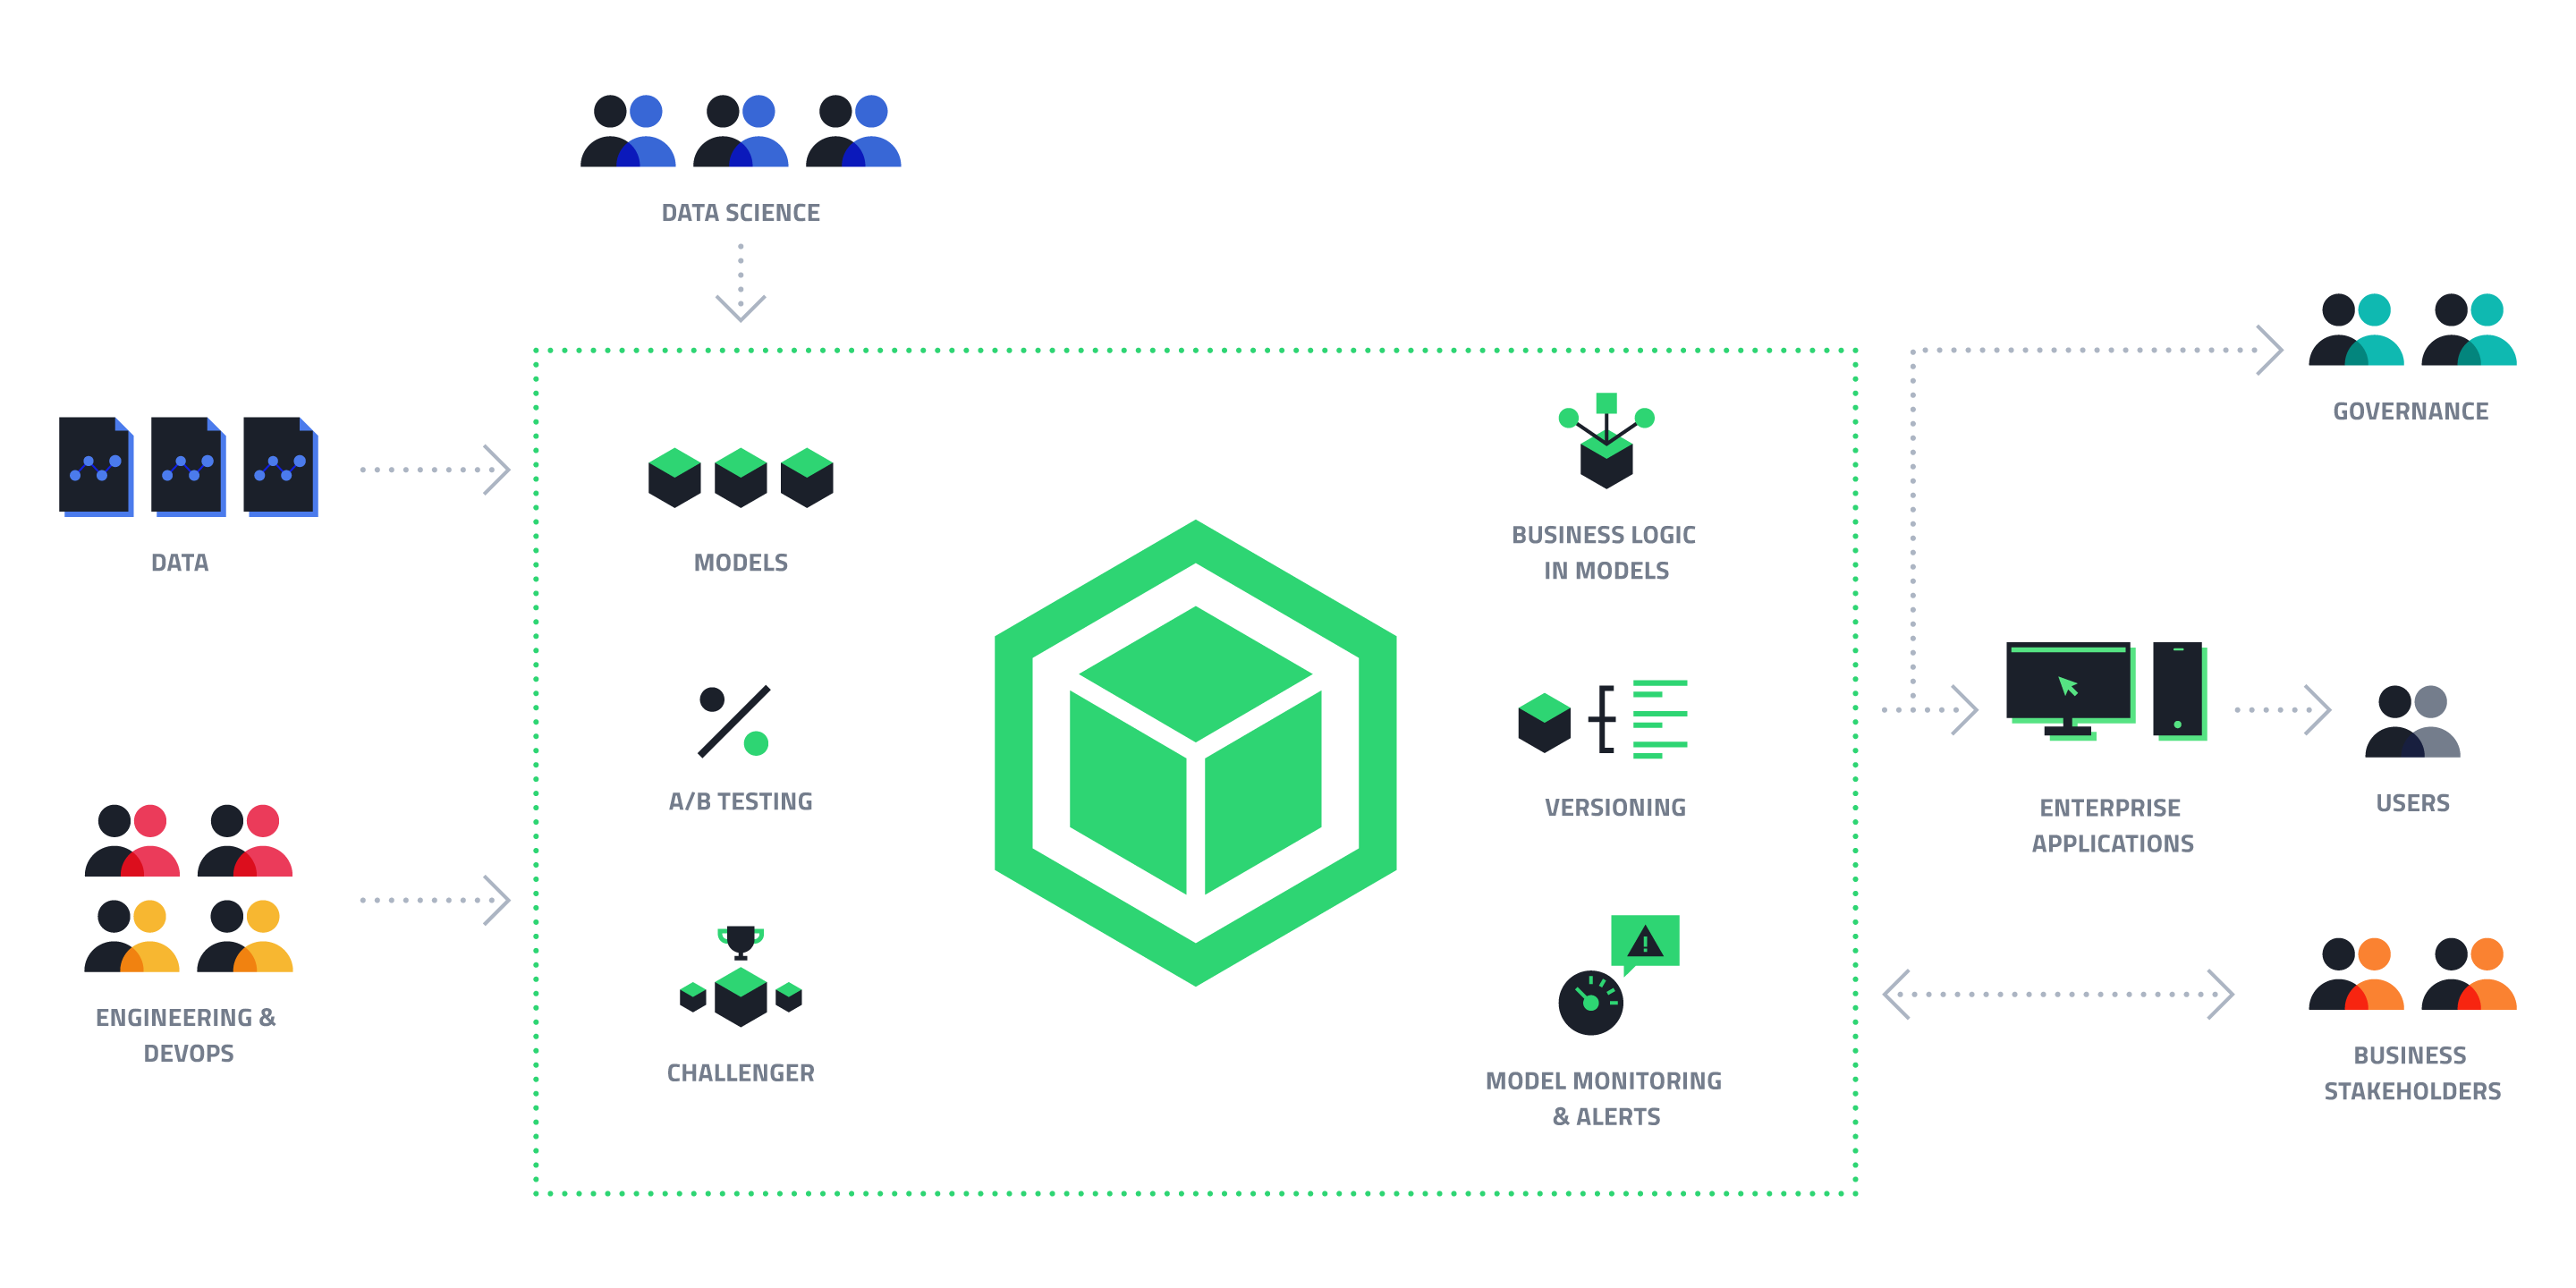 DATA SCIENCE
DATA
ENGINEERING &
DEVOPS
MODELS
A/B TESTING
CHALLENGER
BUSINESS LOGIC
IN MODELS
VERSIONING
MODEL MONITORING
& ALERTS
GOVERNANCE
ENTERPRISE
APPLICATIONS
USERS
BUSINESS
STAKEHOLDERS